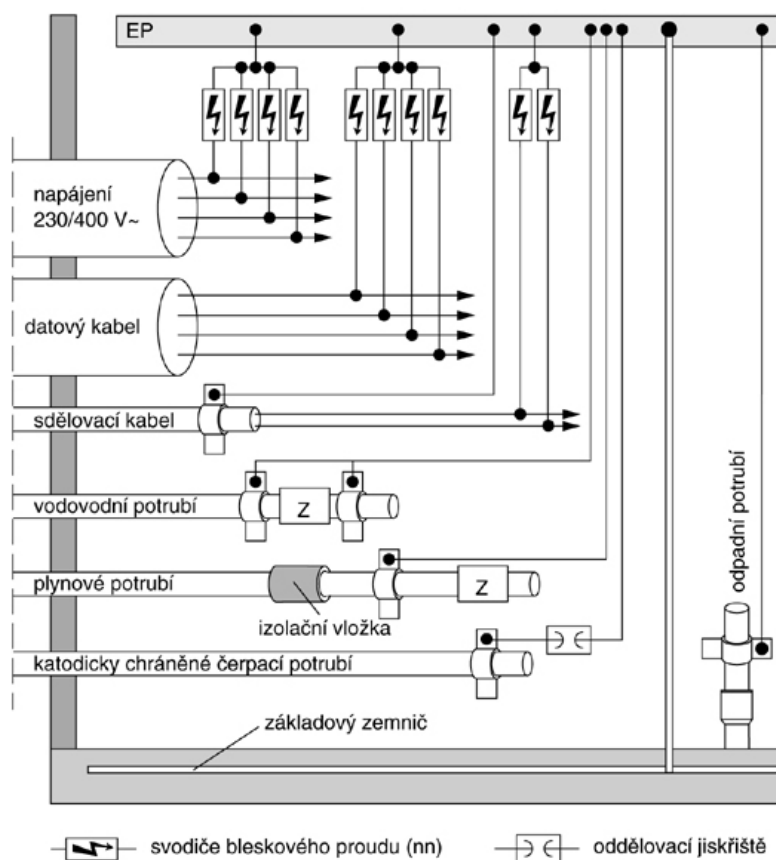 EP
napájení
230/400 V~
datový kabel
sdělovací kabel
vodovodní potrubí
Z
plynové potrubí
Z
izolační vložka
katodicky chráněné čerpací potrubí
odpadní potrubí
základový zemnič
svodiče bleskového proudu (nn)
oddělovací jiskřiště